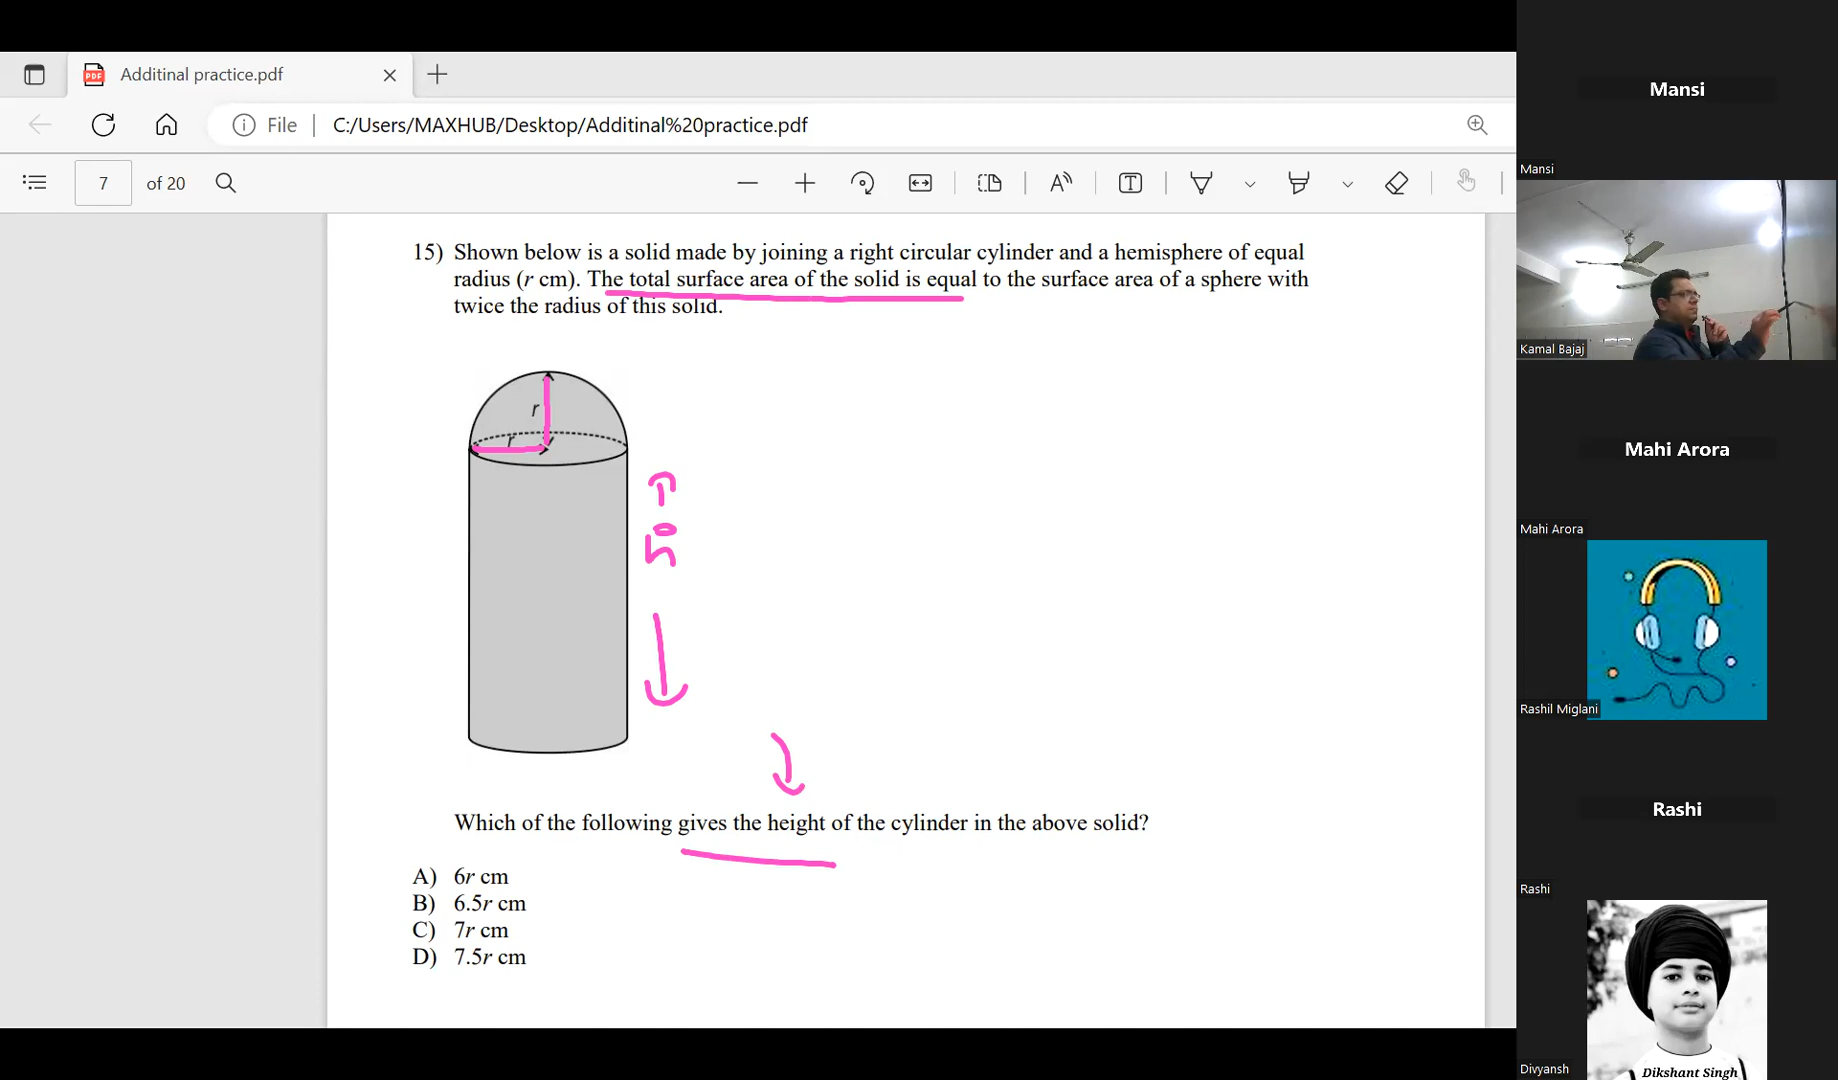 Additinal practice.pdf
File
C:/Users/MAXHUB/Desktop/Additinal%20practice.pdf
7 of 20
15) Shown below is a solid made by joining a right circular cylinder and a hemisphere of equal
radius (r cm). The total surface area of the solid is equal to the surface area of a sphere with
twice the radius of this solid.
r
r
Which of the following gives the height of the cylinder in the above solid?
A) 6r cm
B) 6.5r cm
C) 7r cm
D) 7.5r cm
Mansi
Mansi
Kamal Bajaj
Mahi Arora
Mahi Arora
Rashil Miglani
Rashi
Rashi
Dikshant Singh
Divyansh